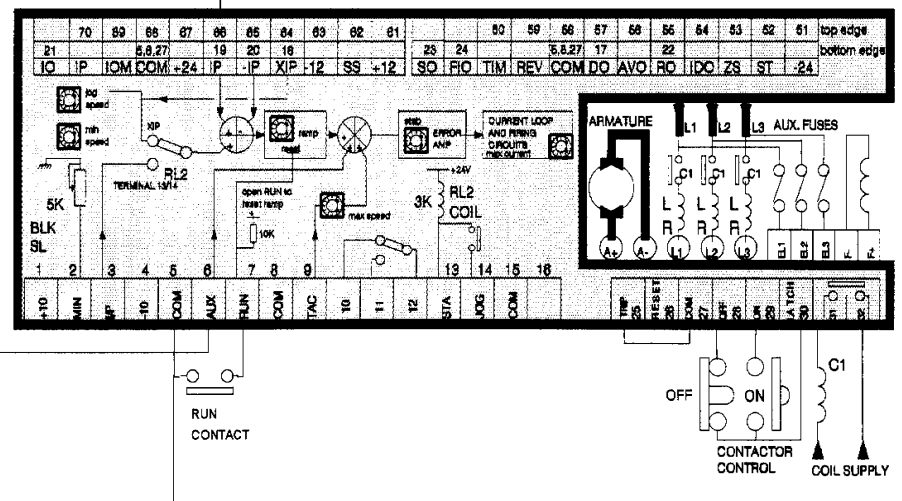 70 69 68 67 66 65 64 63 62 61 60 59 58 57 56 55 54 53 52 51 top edge
21 5,8,27 19 20 18 23 24 5,8,27 17 22 bottom edge
IO IP IOM COM +24 -IP -IP XIP -12 SS +12 SO FIO TIM REV COM DO AVO RO IDO ZS ST -24
jog speed
min speed
XIP
RL2
TERMINAL 13/14
5K
BLK
SL
+ -
ramp
reset
open RUN to
reset ramp
10K
max speed
stab
ERROR
AMP
CURRENT LOOP
AND FIRING
CIRCUITS
max current
+24V
3K
RL2
COIL
ARMATURE
L1 L2 L3 AUX. FUSES
C1 C1 C1
L L L
R R R
A+ A- L1 L2 L3 EL1 EL2 EL3 F- F+
1 2 3 4 5 6 7 8 9 13 14 15 16
+10 MIN IP -10 COM AUX RUN COM TAC 10 11 12 STA JOG COM
TRIP 25 RESET 26 COM 27 OFF 28 ON 29 LATCH 30
RUN
CONTACT
OFF ON
C1
CONTACTOR
CONTROL
COIL SUPPLY